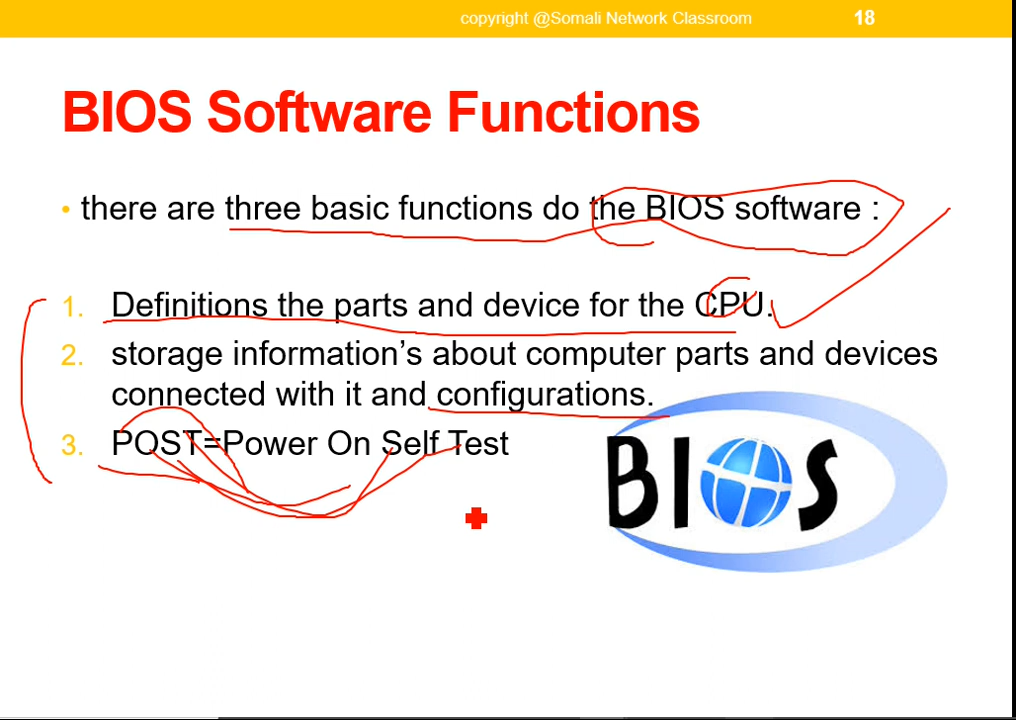 copyright @Somali Network Classroom 18
BIOS Software Functions
• there are three basic functions do the BIOS software :
1. Definitions the parts and device for the CPU.
2. storage information’s about computer parts and devices
connected with it and configurations.
3. POST=Power On Self Test
BIOS